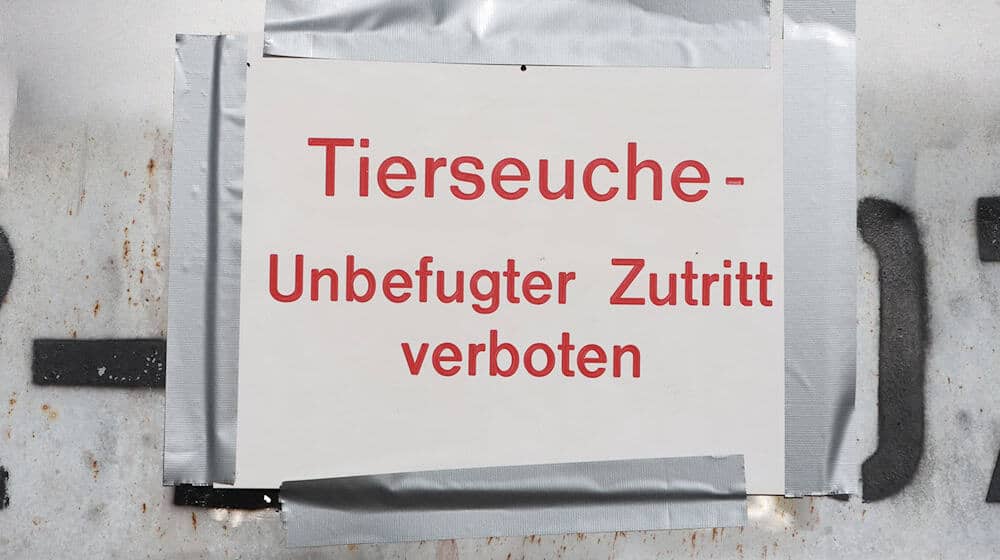 Tierseuche -
Unbefugter Zutritt
verboten